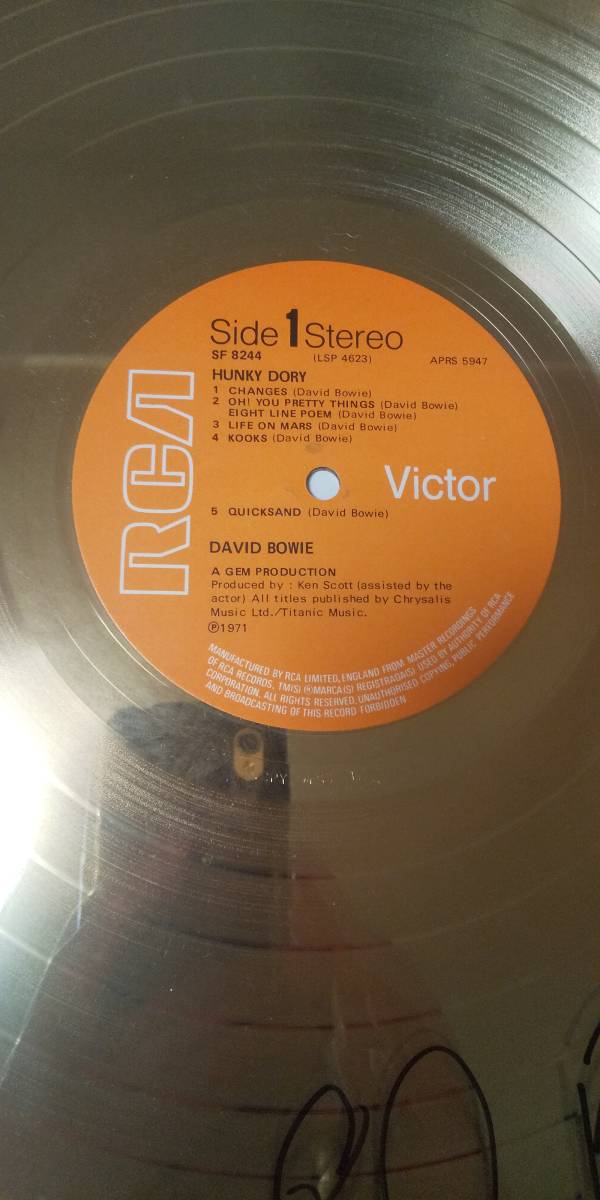 Side 1 Stereo
SF 8244 (LSP 4623) APRS 5947
HUNKY DORY
1 CHANGES (David Bowie)
2 OH! YOU PRETTY THINGS (David Bowie)
EIGHT LINE POEM (David Bowie)
3 LIFE ON MARS (David Bowie)
4 KOOKS (David Bowie)
RCA
Victor
5 QUICKSAND (David Bowie)
DAVID BOWIE
A GEM PRODUCTION
Produced by : Ken Scott (assisted by the
actor) All titles published by Chrysalis
Music Ltd./Titanic Music.
Ⓟ1971
MANUFACTURED BY RCA LIMITED, ENGLAND FROM MASTER RECORDINGS
OF RCA RECORDS. TM(S) ® MARCA(S) REGISTRADA(S) USED BY AUTHORITY OF RCA
CORPORATION. ALL RIGHTS RESERVED. UNAUTHORISED COPYING, PUBLIC PERFORMANCE
AND BROADCASTING OF THIS RECORD FORBIDDEN